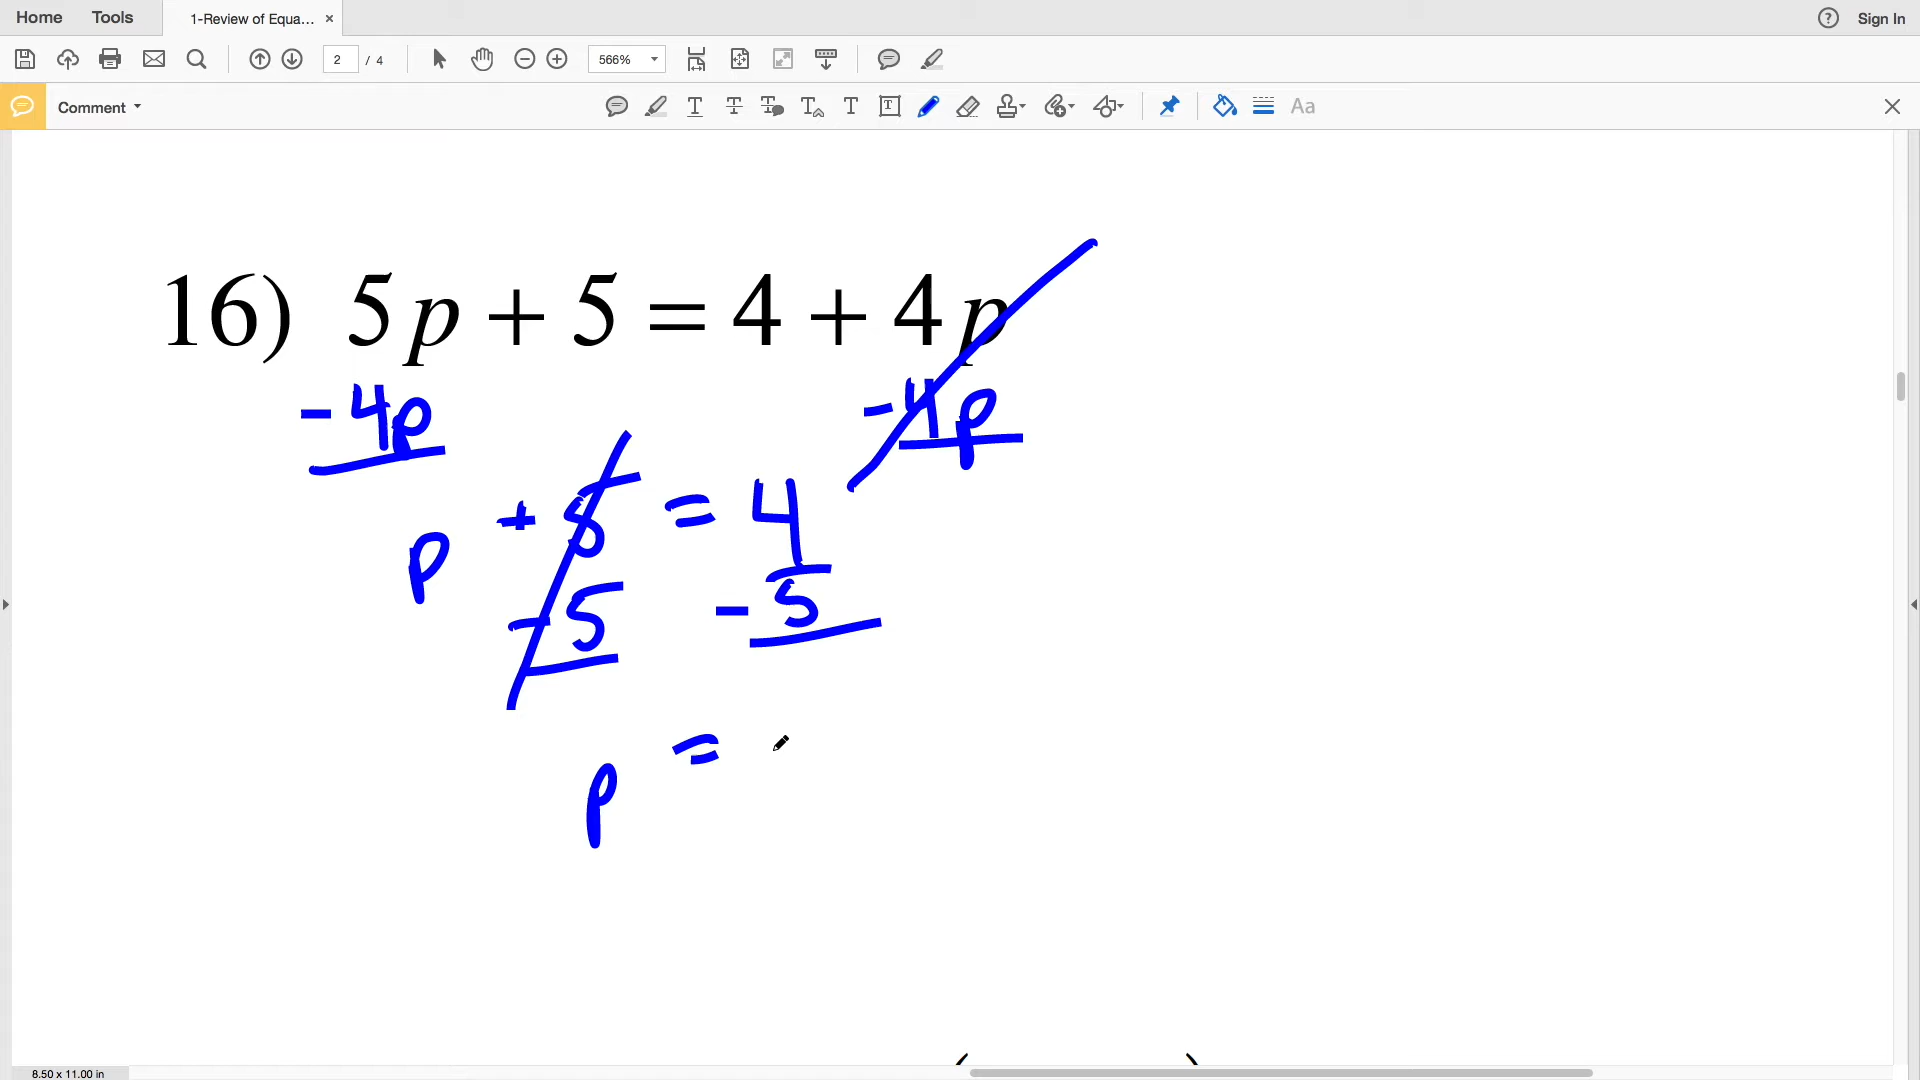 Home Tools 1-Review of Equa... × ? Sign In
2 / 4 566%
Comment T T T T T T Aa
16) 5p + 5 = 4 + 4p
- 4p - 4p
p + 5 = 4
- 5 - 5
p =
8.50 x 11.00 in